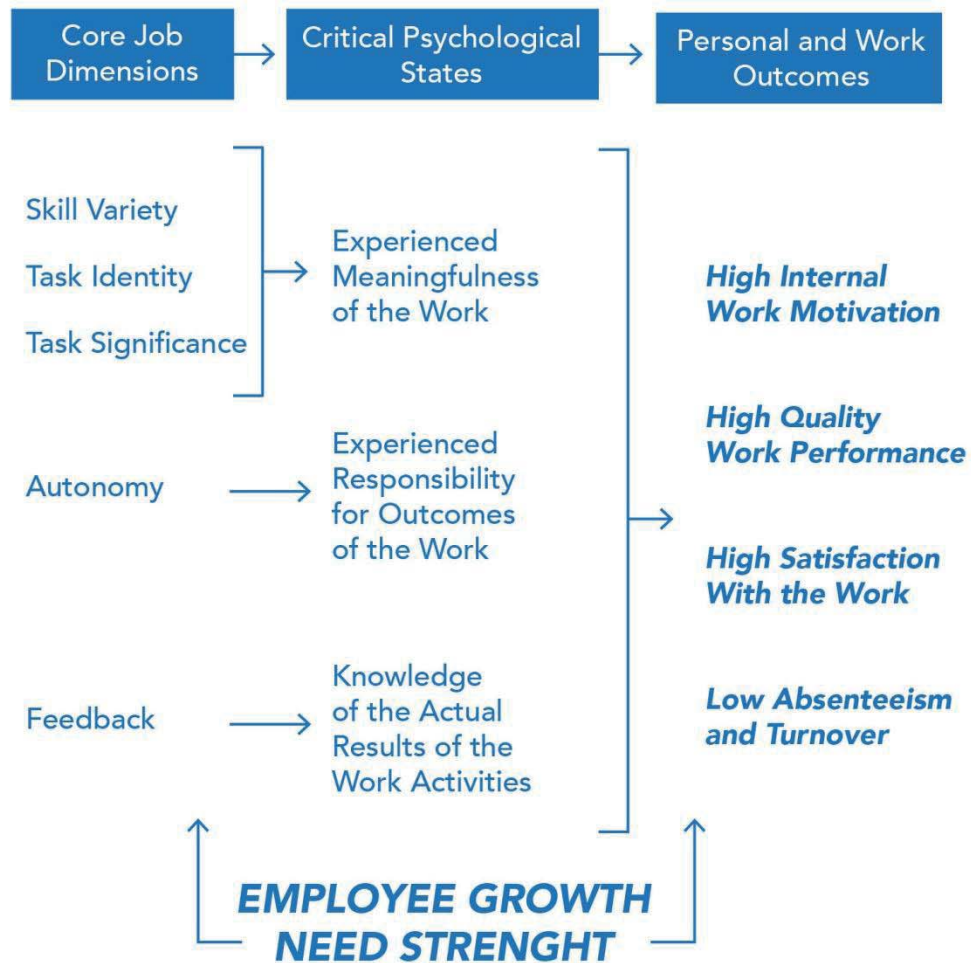 Core Job
Dimensions
Critical Psychological
States
Personal and Work
Outcomes
Skill Variety
Task Identity
Task Significance
Experienced
Meaningfulness
of the Work
Autonomy
Experienced
Responsibility
for Outcomes
of the Work
Feedback
Knowledge
of the Actual
Results of the
Work Activities
High Internal
Work Motivation
High Quality
Work Performance
High Satisfaction
With the Work
Low Absenteeism
and Turnover
EMPLOYEE GROWTH
NEED STRENGHT